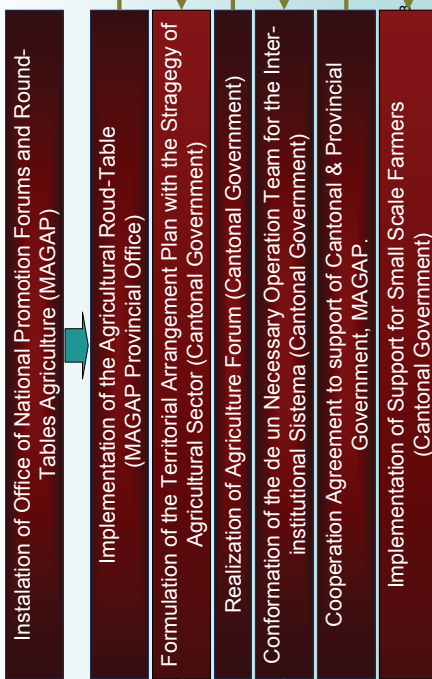 Instalation of Office of National Promotion Forums and Round-
Tables Agriculture (MAGAP)
Implementation of the Agricultural Roud-Table
(MAGAP Provincial Office)
Formulation of the Territorial Arrangement Plan with the Stragegy of
Agricultural Sector (Cantonal Government)
Realization of Agriculture Forum (Cantonal Government)
Conformation of the de un Necessary Operation Team for the Inter-
institutional Sistema (Cantonal Government)
Cooperation Agreement to support of Cantonal & Provincial
Government, MAGAP.
Implementation of Support for Small Scale Farmers
(Cantonal Government)